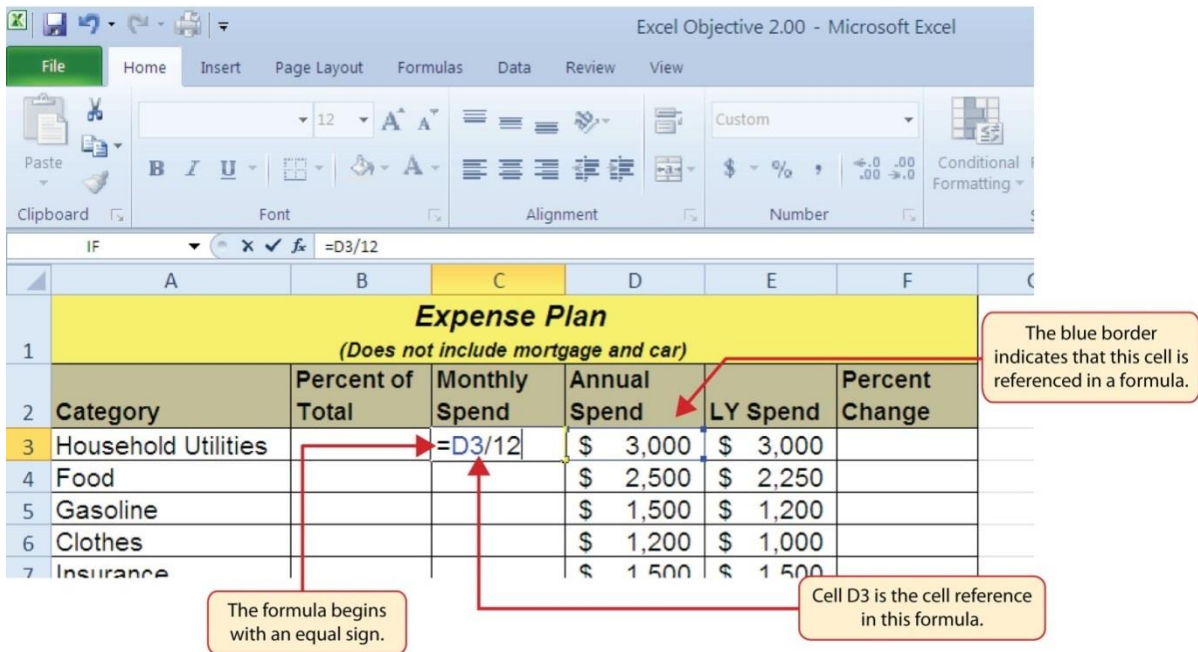 Excel Objective 2.00 - Microsoft Excel
File Home Insert Page Layout Formulas Data Review View
12 A A Custom
Paste B I U A $ % , .0 .00 .00 .0 Conditional
Formatting
Clipboard Font Alignment Number
IF fx =D3/12
A B C D E F
1 Expense Plan
(Does not include mortgage and car)
2 Category Percent of Total Monthly Spend Annual Spend LY Spend Percent Change
3 Household Utilities =D3/12 $ 3,000 $ 3,000
4 Food $ 2,500 $ 2,250
5 Gasoline $ 1,500 $ 1,200
6 Clothes $ 1,200 $ 1,000
7 Insurance $ 1,500 $ 1,500
The blue border
indicates that this cell is
referenced in a formula.
The formula begins
with an equal sign.
Cell D3 is the cell reference
in this formula.